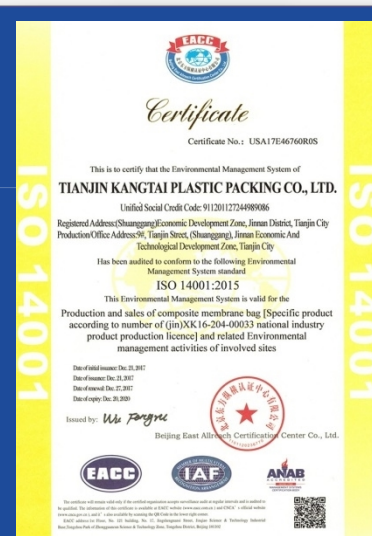 EACC
Certificate
Certificate No.: USA17E46760R0S
This is to certify that the Environmental Management System of
TIANJIN KANGTAI PLASTIC PACKING CO., LTD.
Unified Social Credit Code: 911201127244989086
Registered Address:(Shuanggang)Economic Development Zone, Jinnan District, Tianjin City
Production/Office Address:9#, Tianjin Street, (Shuanggang), Jinnan Economic And
Technological Development Zone, Tianjin City
Has been audited to conform to the following Environmental
Management System standard
ISO 14001:2015
This Environmental Management System is valid for the
Production and sales of composite membrane bag [Specific product
according to number of (jin)XK16-204-00033 national industry
product production licence] and related Environmental
management activities of involved sites
Date of initial issuance: Dec. 21, 2017
Date of issuance: Dec. 21, 2017
Date of renewal: Dec. 27, 2017
Date of expiry: Dec. 20, 2020
Issued by:
Beijing East Allreach Certification Center Co., Ltd.
EACC
IAF
ANAB
ACCREDITED
ISO 14001
ISO 14001